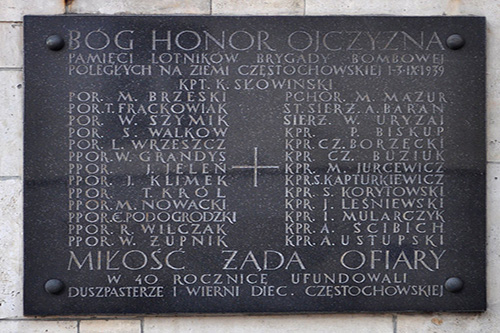 BÓG HONOR OJCZYZNA
PAMIĘCI LOTNIKÓW BRYGADY BOMBOWEJ
POLEGŁYCH NA ZIEMI CZĘSTOCHOWSKIEJ 1-3-IX-1939
KPT. K. SŁOWIŃSKI
POR. M. BRZESKI
POR. T. FRĄCKOWIAK
POR. W. SZYMIK
POR. S. WALKÓW
POR. L. WRZESZCZ
PPOR. W. GRANDYS
PPOR. J. JELEŃ
PPOR. J. KLIMEK
PPOR. T. KRÓL
PPOR. M. NOWACKI
PPOR. C. PODOGRODZKI
PPOR. R. WILCZAK
PPOR. W. ŻUPNIK
PCHOR. M. MAZUR
ST. SIERŻ. A. BARAN
SIERŻ. W. URYZAJ
KPR. P. BISKUP
KPR. CZ. BORZĘCKI
KPR. CZ. BUZIUK
KPR. M. JURCEWICZ
KPR. S. KAPTURKIEWICZ
KPR. S. KORYTOWSKI
KPR. J. LEŚNIEWSKI
KPR. I. MULARCZYK
KPR. A. ŚCIBICH
KPR. A. USTUPSKI
MIŁOŚĆ ŻĄDA OFIARY
W 40 ROCZNICĘ UFUNDOWALI
DUSZPASTERZE I WIERNI DIEC. CZĘSTOCHOWSKIEJ